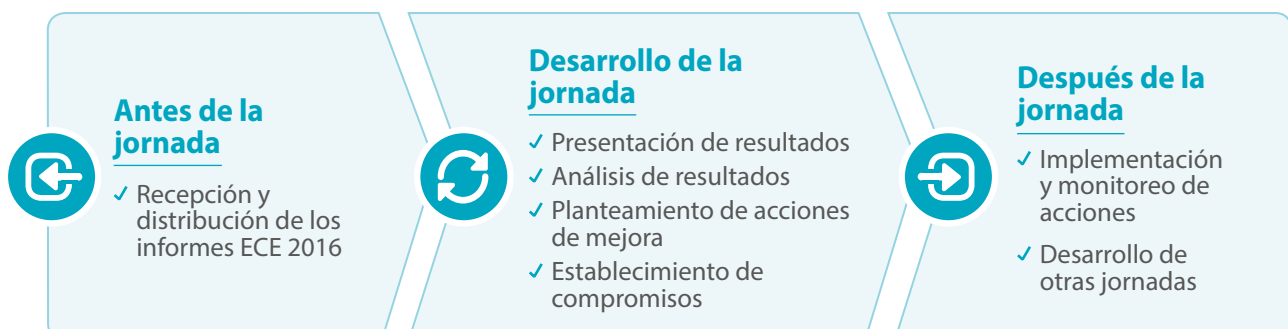 Antes de la
jornada
✓ Recepción y
distribución de los
informes ECE 2016
Desarrollo de la
jornada
✓ Presentación de resultados
✓ Análisis de resultados
✓ Planteamiento de acciones
de mejora
✓ Establecimiento de
compromisos
Después de la
jornada
✓ Implementación
y monitoreo de
acciones
✓ Desarrollo de
otras jornadas